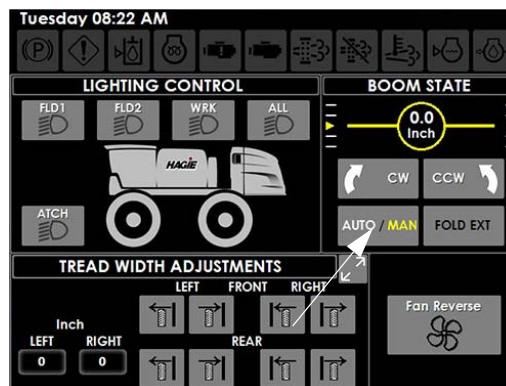 Tuesday 08:22 AM
LIGHTING CONTROL
FLD1 FLD2 WRK ALL
HAGIE
ATCH
BOOM STATE
0.0
Inch
CW CCW
AUTO / MAN FOLD EXT
TREAD WIDTH ADJUSTMENTS
LEFT FRONT RIGHT
Inch
LEFT RIGHT
0 0
REAR
Fan Reverse